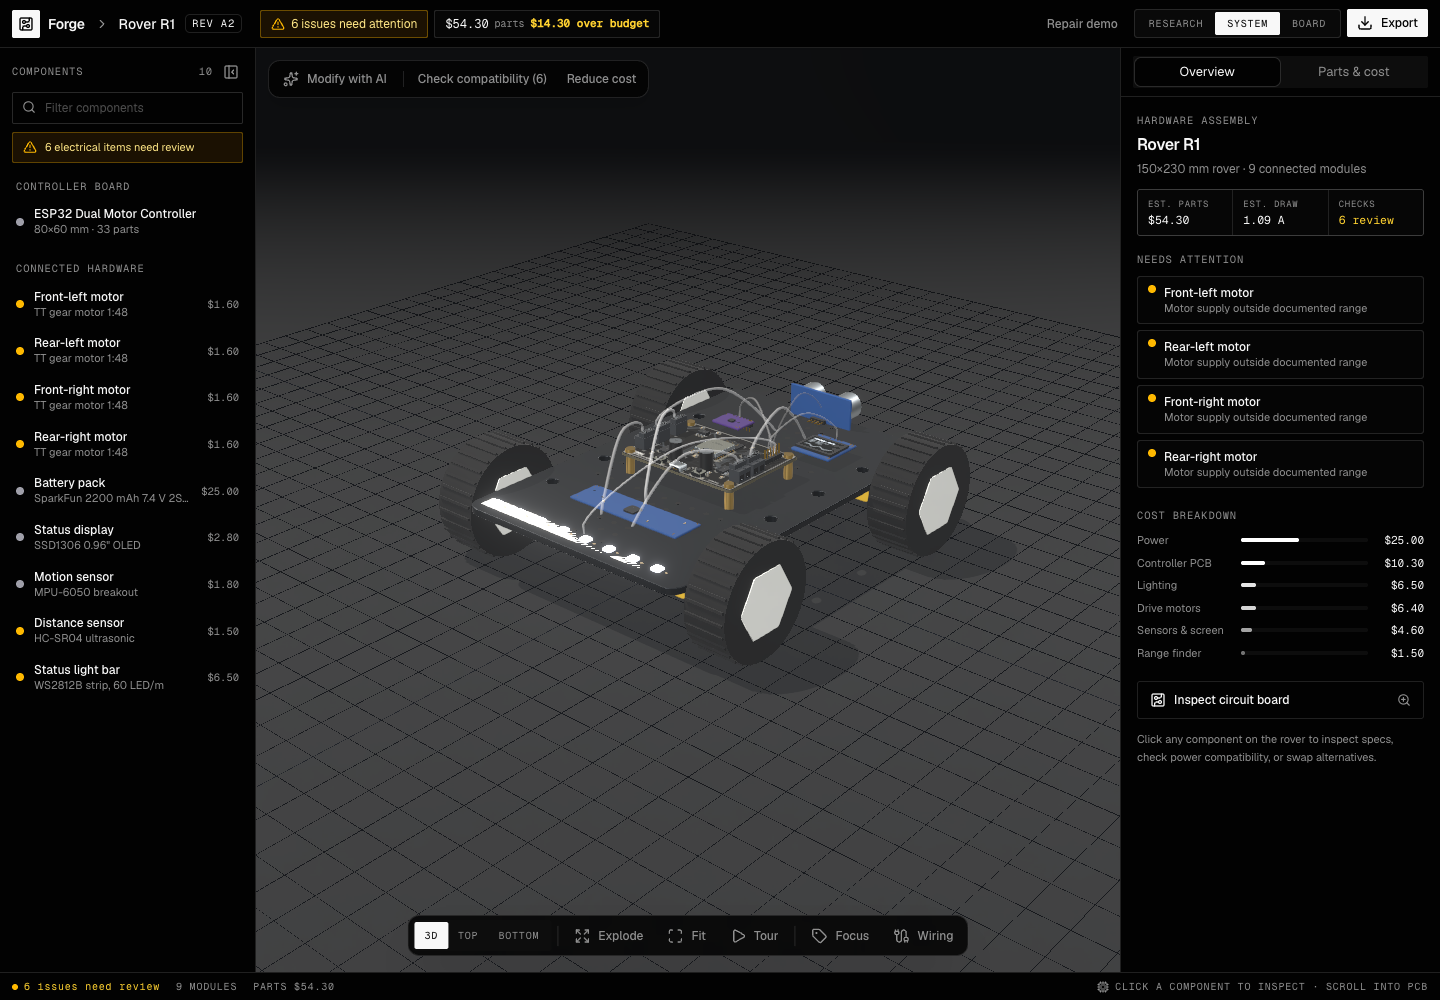 Forge > Rover R1 REV A2
6 issues need attention
$54.30 parts $14.30 over budget
Repair demo
RESEARCH SYSTEM BOARD
Export
COMPONENTS 10
Filter components
6 electrical items need review
CONTROLLER BOARD
ESP32 Dual Motor Controller
80×60 mm · 33 parts
CONNECTED HARDWARE
Front-left motor
TT gear motor 1:48
$1.60
Rear-left motor
TT gear motor 1:48
$1.60
Front-right motor
TT gear motor 1:48
$1.60
Rear-right motor
TT gear motor 1:48
$1.60
Battery pack
SparkFun 2200 mAh 7.4 V 2S…
$25.00
Status display
SSD1306 0.96" OLED
$2.80
Motion sensor
MPU-6050 breakout
$1.80
Distance sensor
HC-SR04 ultrasonic
$1.50
Status light bar
WS2812B strip, 60 LED/m
$6.50
Modify with AI
Check compatibility (6)
Reduce cost
3D TOP BOTTOM
Explode
Fit
Tour
Focus
Wiring
Overview
Parts & cost
HARDWARE ASSEMBLY
Rover R1
150×230 mm rover · 9 connected modules
EST. PARTS
$54.30
EST. DRAW
1.09 A
CHECKS
6 review
NEEDS ATTENTION
Front-left motor
Motor supply outside documented range
Rear-left motor
Motor supply outside documented range
Front-right motor
Motor supply outside documented range
Rear-right motor
Motor supply outside documented range
COST BREAKDOWN
Power $25.00
Controller PCB $10.30
Lighting $6.50
Drive motors $6.40
Sensors & screen $4.60
Range finder $1.50
Inspect circuit board
Click any component on the rover to inspect specs,
check power compatibility, or swap alternatives.
6 issues need review
9 MODULES
PARTS $54.30
CLICK A COMPONENT TO INSPECT · SCROLL INTO PCB